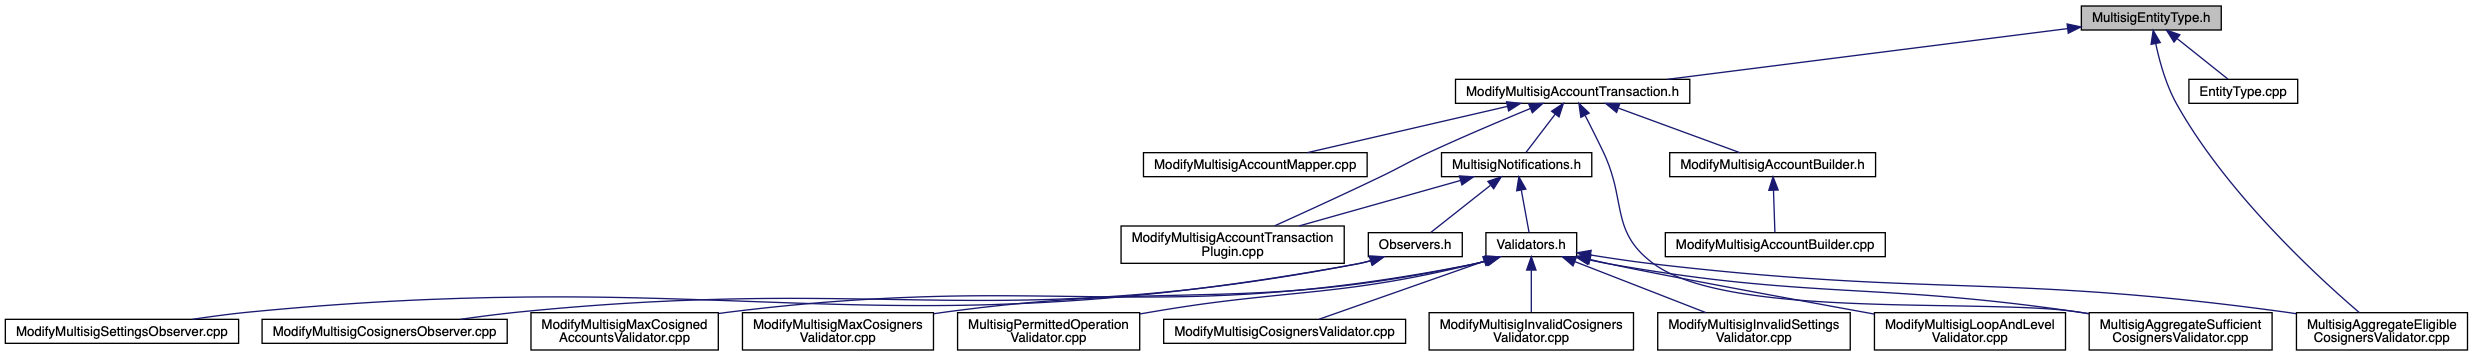 MultisigEntityType.h
ModifyMultisigAccountTransaction.h
EntityType.cpp
ModifyMultisigAccountMapper.cpp
MultisigNotifications.h
ModifyMultisigAccountBuilder.h
ModifyMultisigAccountTransaction
Plugin.cpp
Observers.h
Validators.h
ModifyMultisigAccountBuilder.cpp
ModifyMultisigSettingsObserver.cpp
ModifyMultisigCosignersObserver.cpp
ModifyMultisigMaxCosigned
AccountsValidator.cpp
ModifyMultisigMaxCosigners
Validator.cpp
MultisigPermittedOperation
Validator.cpp
ModifyMultisigCosignersValidator.cpp
ModifyMultisigInvalidCosigners
Validator.cpp
ModifyMultisigInvalidSettings
Validator.cpp
ModifyMultisigLoopAndLevel
Validator.cpp
MultisigAggregateSufficient
CosignersValidator.cpp
MultisigAggregateEligible
CosignersValidator.cpp